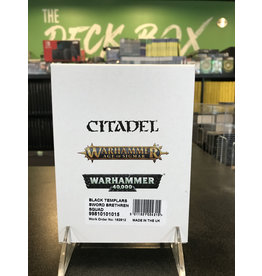 THE
DECK BOX
CITADEL
WARHAMMER
AGE OF SIGMAR
WARHAMMER
40,000
BLACK TEMPLARS
SWORD BRETHREN
SQUAD
99810101015
MADE IN THE UK